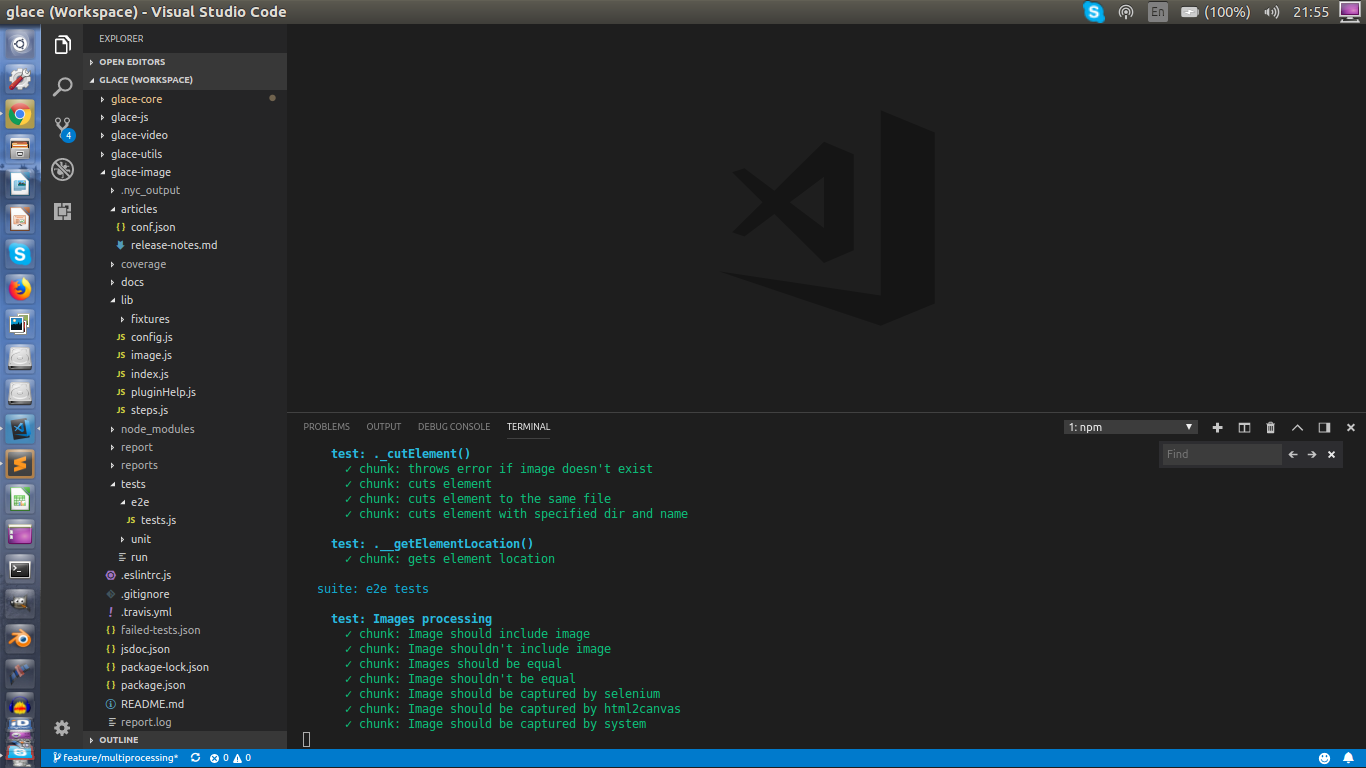 glace (Workspace) - Visual Studio Code
En
(100%)
21:55
EXPLORER
OPEN EDITORS
GLACE (WORKSPACE)
glace-core
glace-js
glace-video
glace-utils
glace-image
.nyc_output
articles
{ } conf.json
release-notes.md
coverage
docs
lib
fixtures
JS config.js
JS image.js
JS index.js
JS pluginHelp.js
JS steps.js
node_modules
report
reports
tests
e2e
JS tests.js
unit
run
.eslintrc.js
.gitignore
! .travis.yml
{ } failed-tests.json
{ } jsdoc.json
{ } package-lock.json
{ } package.json
README.md
report.log
OUTLINE
4
PROBLEMS
OUTPUT
DEBUG CONSOLE
TERMINAL
1: npm
Find
test: ._cutElement()
✓ chunk: throws error if image doesn't exist
✓ chunk: cuts element
✓ chunk: cuts element to the same file
✓ chunk: cuts element with specified dir and name
test: .__getElementLocation()
✓ chunk: gets element location
suite: e2e tests
test: Images processing
✓ chunk: Image should include image
✓ chunk: Image shouldn't include image
✓ chunk: Images should be equal
✓ chunk: Image shouldn't be equal
✓ chunk: Image should be captured by selenium
✓ chunk: Image should be captured by html2canvas
✓ chunk: Image should be captured by system
feature/multiprocessing*
0
0